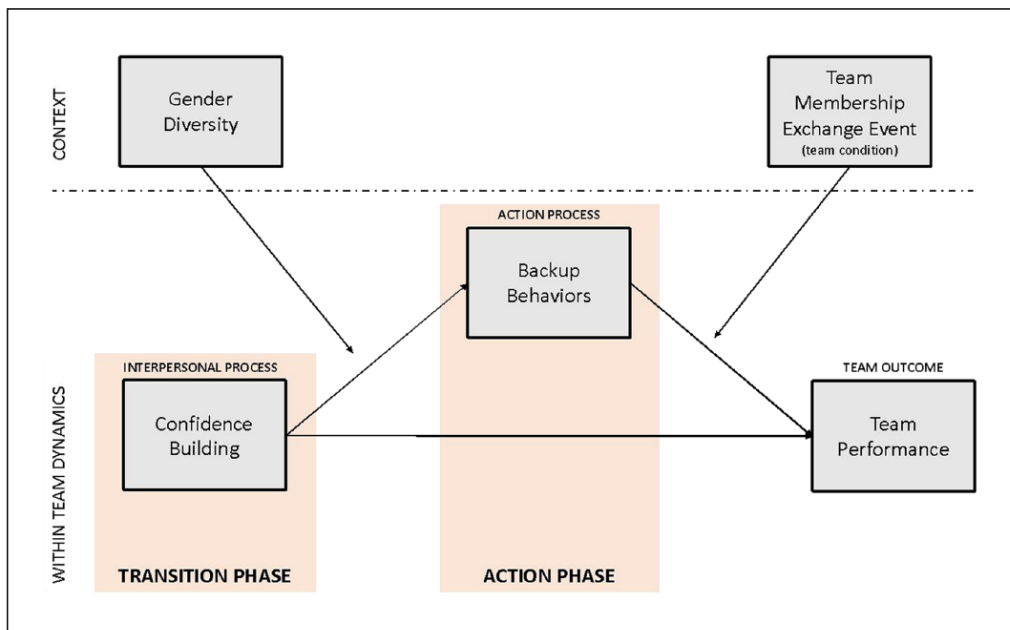 CONTEXT
Gender
Diversity
Team
Membership
Exchange Event
(team condition)
WITHIN TEAM DYNAMICS
ACTION PROCESS
Backup
Behaviors
INTERPERSONAL PROCESS
Confidence
Building
TEAM OUTCOME
Team
Performance
TRANSITION PHASE
ACTION PHASE